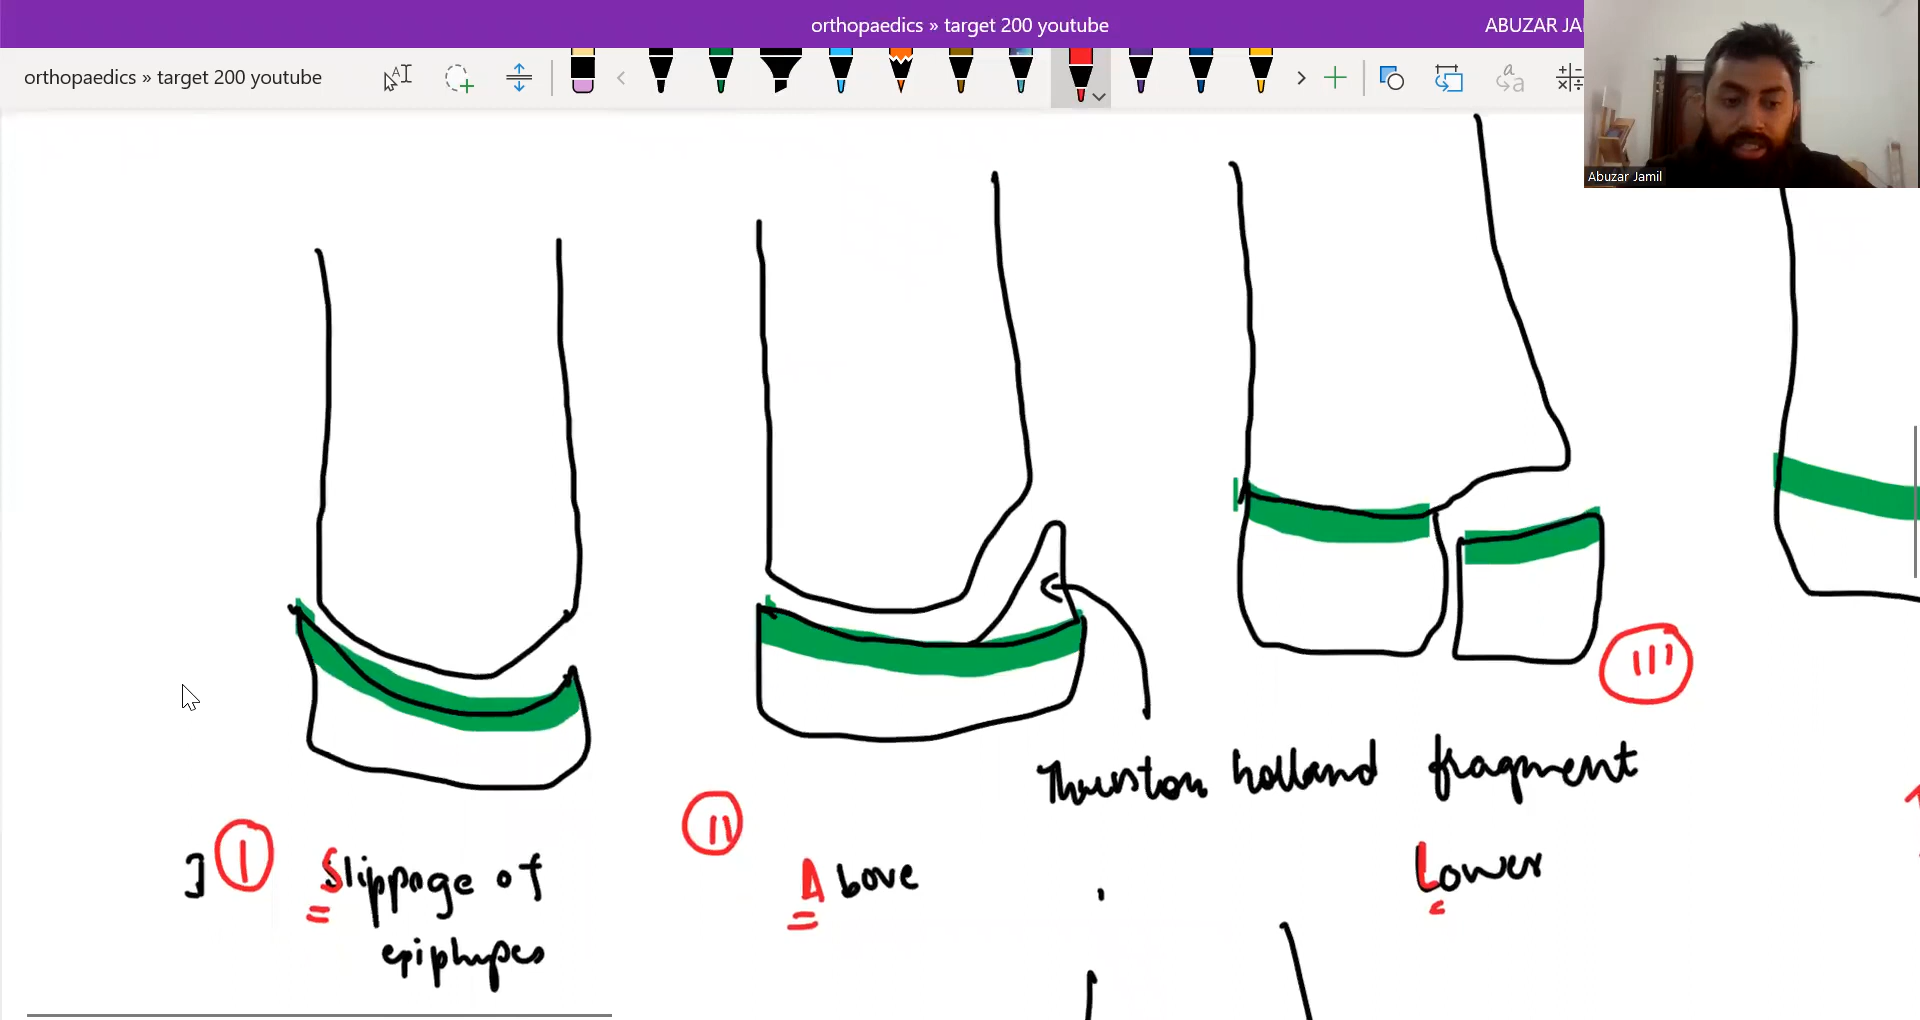 orthopaedics » target 200 youtube
ABUZAR JA
orthopaedics » target 200 youtube
Abuzar Jamil
III
Thurston holland fragment
I
Slippage of
epiphyses
II
Above
Lower